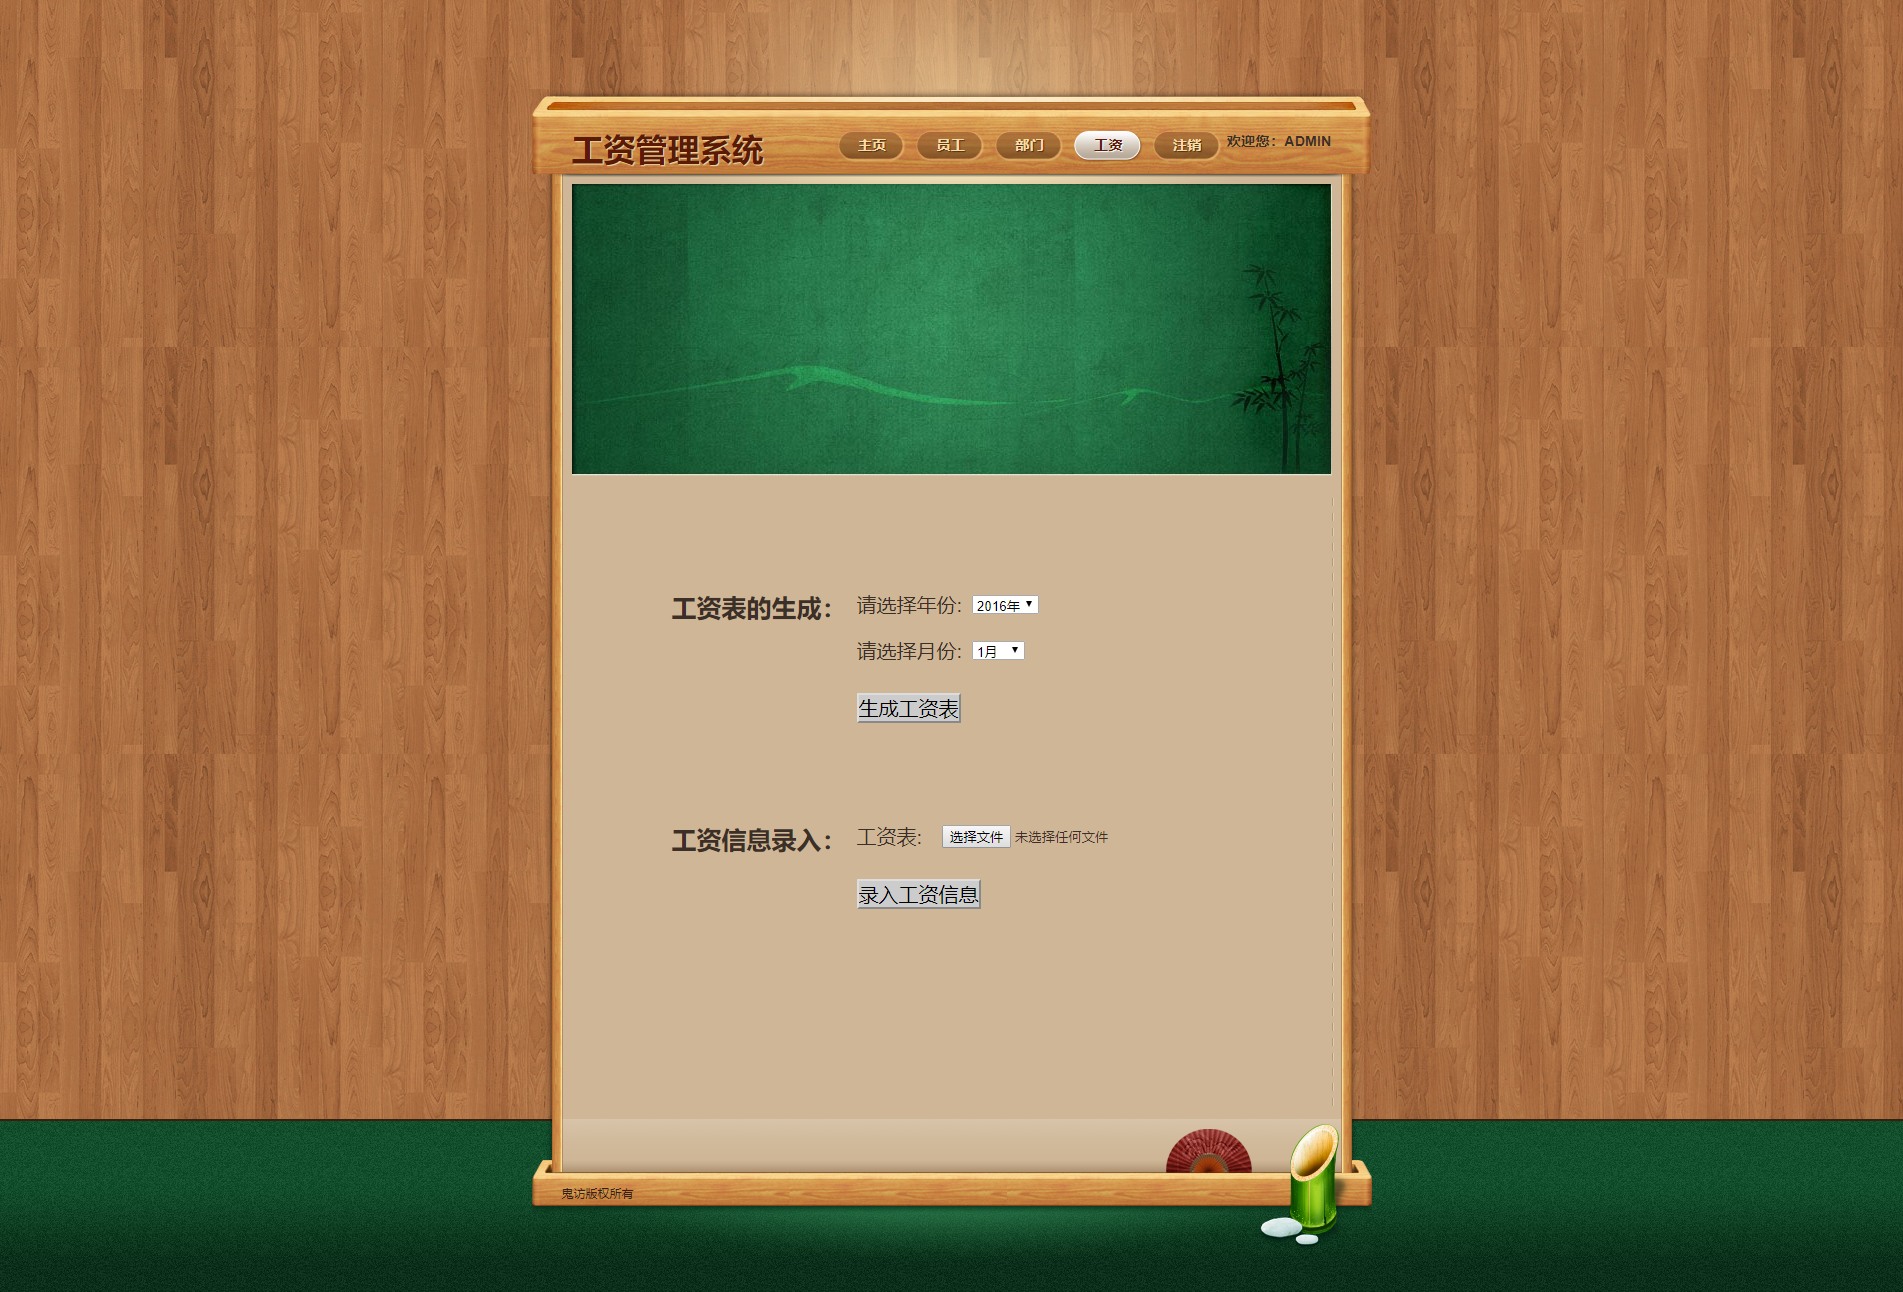 工资管理系统
主页
员工
部门
工资
注销
欢迎您：ADMIN
工资表的生成：
请选择年份:
2016年
请选择月份:
1月
生成工资表
工资信息录入：
工资表:
选择文件 未选择任何文件
录入工资信息
鬼访版权所有